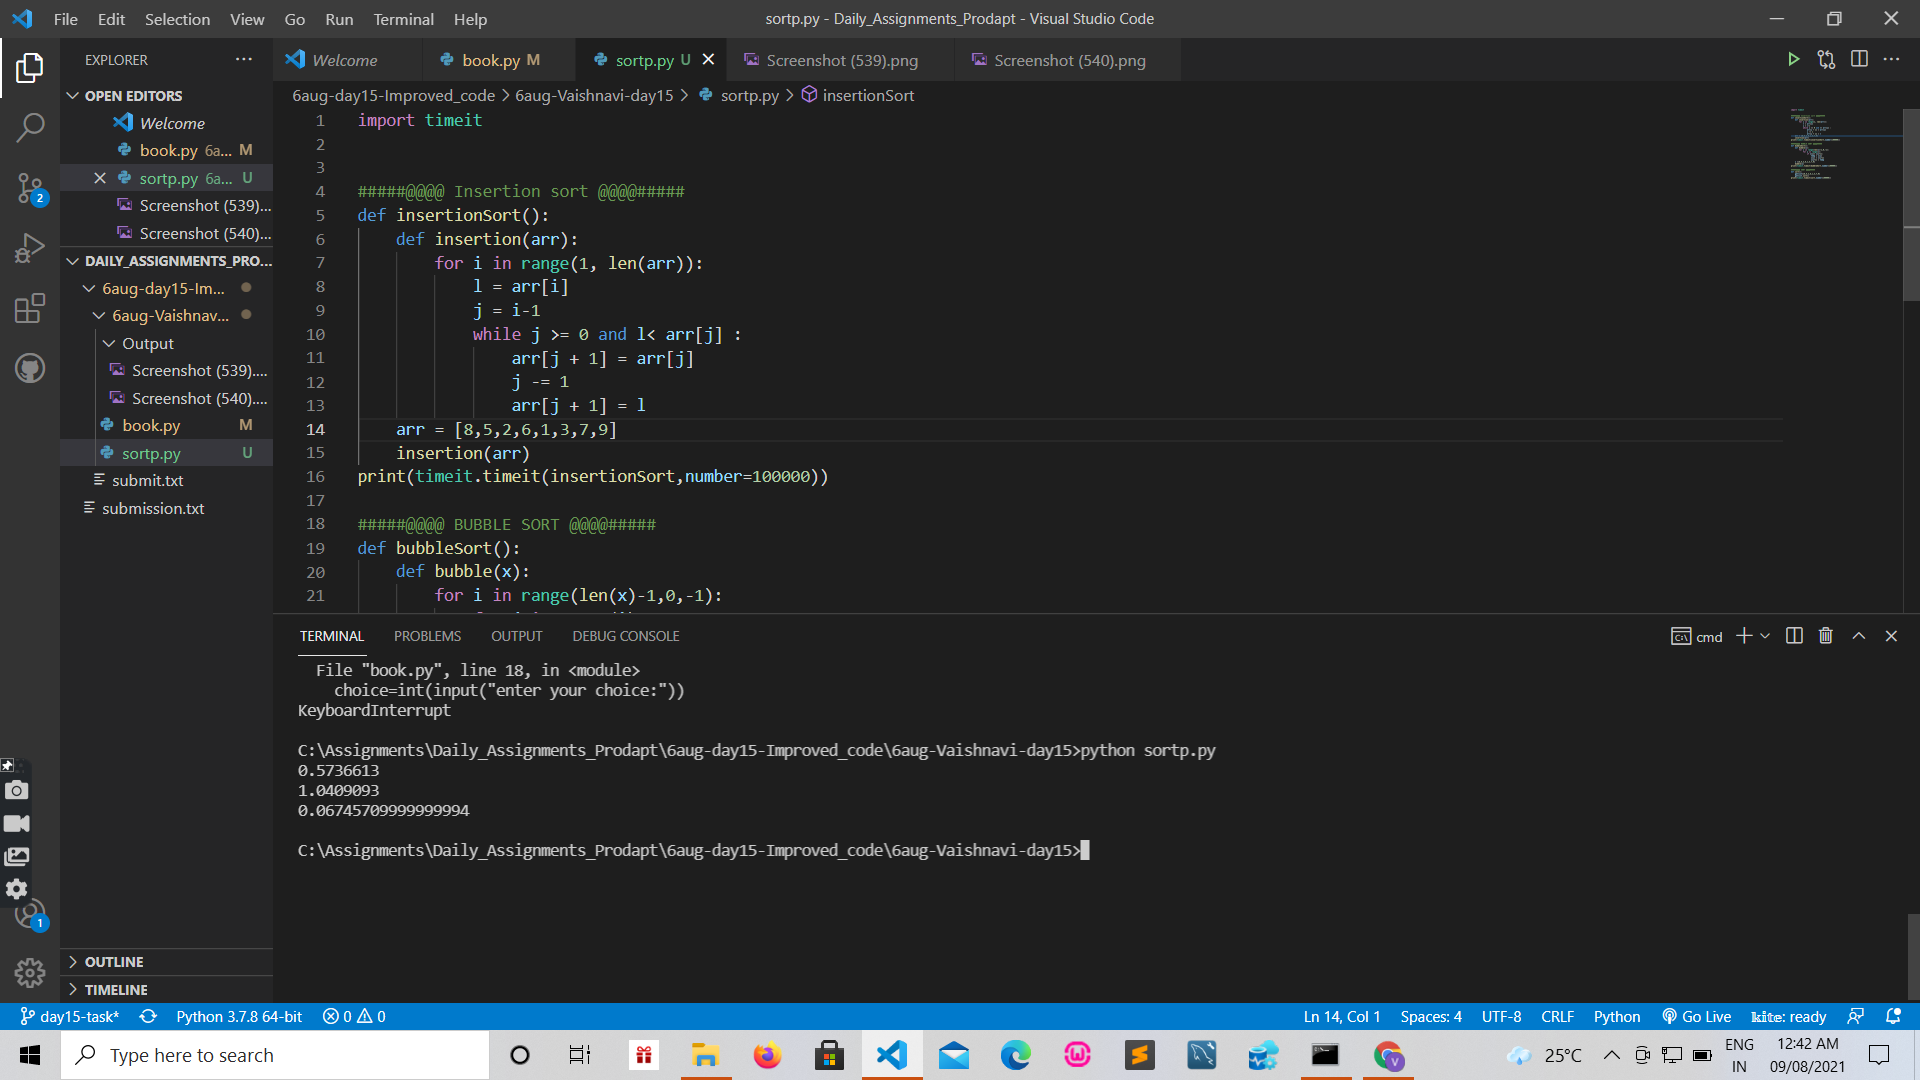 File Edit Selection View Go Run Terminal Help
sortp.py - Daily_Assignments_Prodapt - Visual Studio Code
EXPLORER
Welcome
book.py M
sortp.py U
Screenshot (539).png
Screenshot (540).png
OPEN EDITORS
Welcome
book.py 6a... M
sortp.py 6a... U
Screenshot (539)...
Screenshot (540)...
DAILY_ASSIGNMENTS_PRO...
6aug-day15-Im...
6aug-Vaishnav...
Output
Screenshot (539)....
Screenshot (540)....
book.py M
sortp.py U
submit.txt
submission.txt
OUTLINE
TIMELINE
2
1
6aug-day15-Improved_code > 6aug-Vaishnavi-day15 > sortp.py > insertionSort
1 import timeit
2
3
4 #####@@@@ Insertion sort @@@@#####
5 def insertionSort():
6     def insertion(arr):
7         for i in range(1, len(arr)):
8             l = arr[i]
9             j = i-1
10             while j >= 0 and l< arr[j] :
11                 arr[j + 1] = arr[j]
12                 j -= 1
13                 arr[j + 1] = l
14     arr = [8,5,2,6,1,3,7,9]
15     insertion(arr)
16 print(timeit.timeit(insertionSort,number=100000))
17
18 #####@@@@ BUBBLE SORT @@@@#####
19 def bubbleSort():
20     def bubble(x):
21         for i in range(len(x)-1,0,-1):
TERMINAL PROBLEMS OUTPUT DEBUG CONSOLE
cmd
File "book.py", line 18, in <module>
choice=int(input("enter your choice:"))
KeyboardInterrupt
C:\Assignments\Daily_Assignments_Prodapt\6aug-day15-Improved_code\6aug-Vaishnavi-day15>python sortp.py
0.5736613
1.0409093
0.06745709999999994
C:\Assignments\Daily_Assignments_Prodapt\6aug-day15-Improved_code\6aug-Vaishnavi-day15>
day15-task* Python 3.7.8 64-bit 0 0
Ln 14, Col 1 Spaces: 4 UTF-8 CRLF Python Go Live kite: ready
Type here to search
25°C
ENG
IN
12:42 AM
09/08/2021